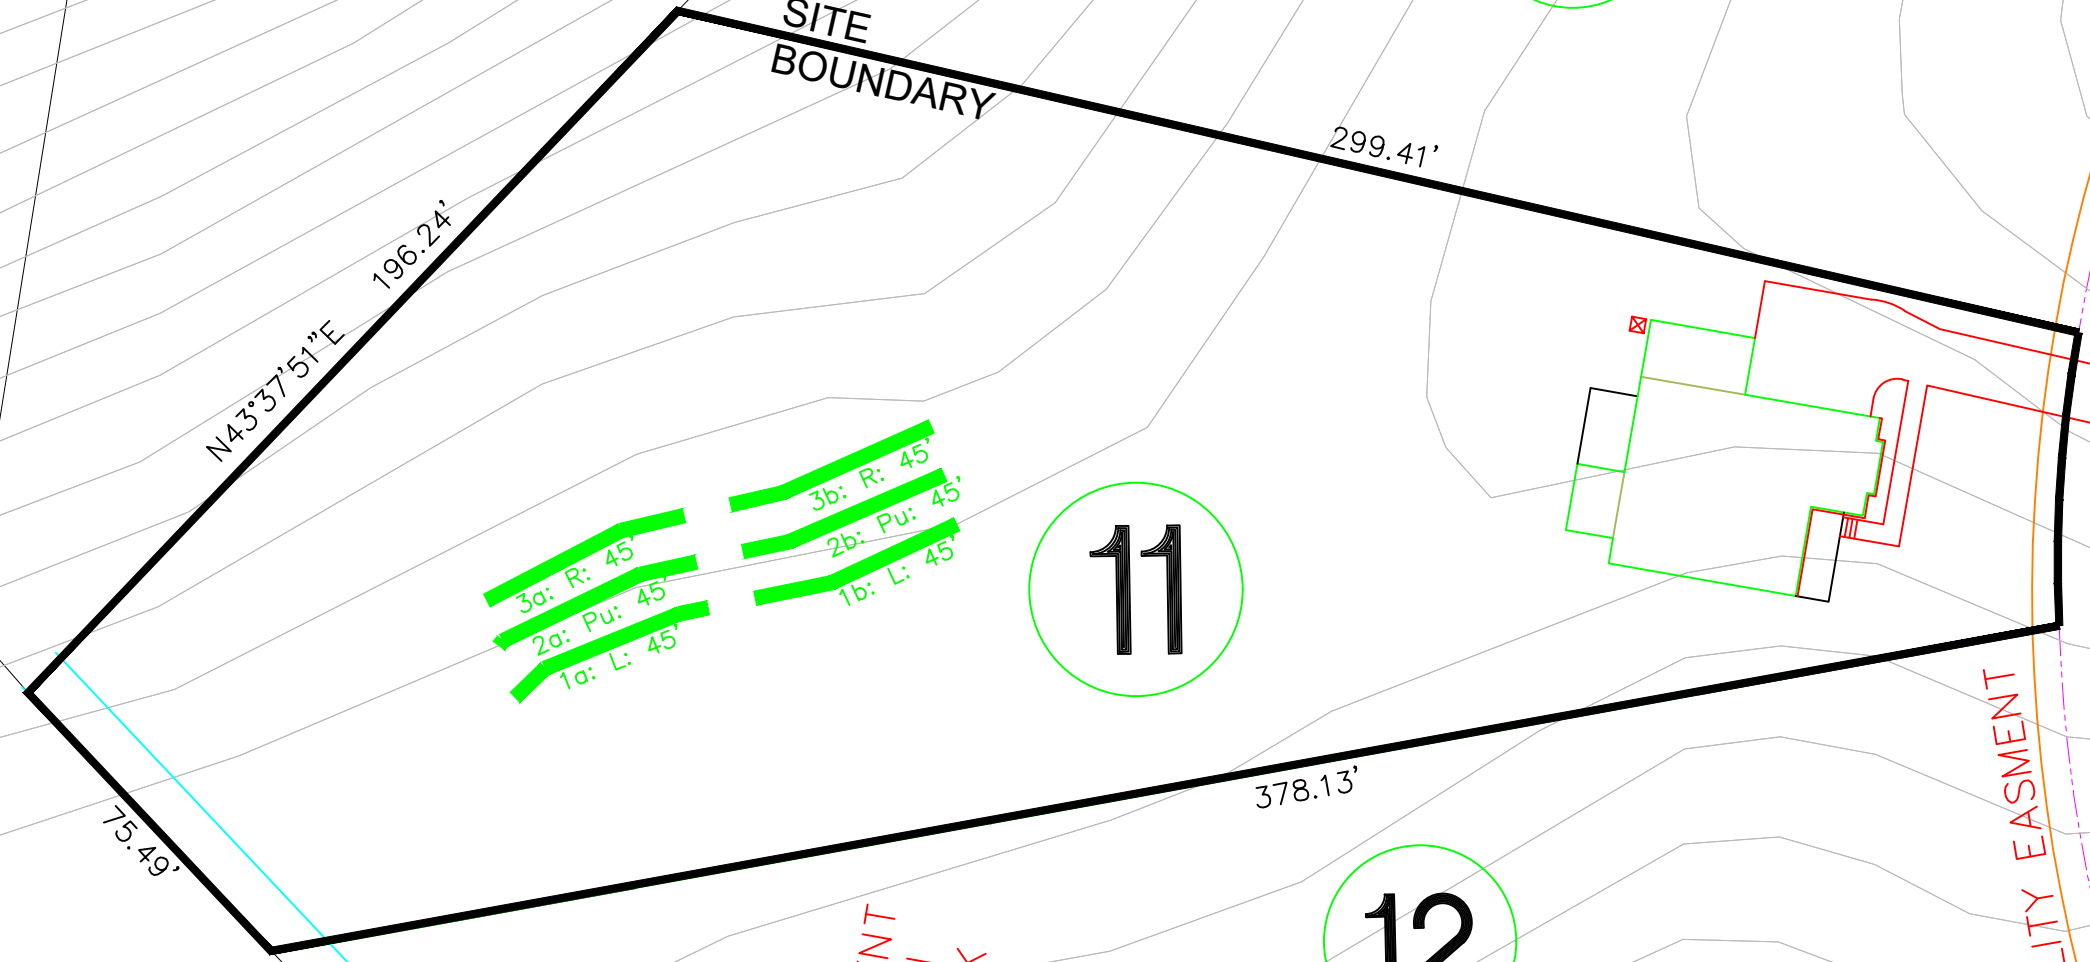 SITE
BOUNDARY
299.41'
196.24'
N43°37'51"E
3b: R: 45'
2b: Pu: 45'
1b: L: 45'
3a: R: 45'
2a: Pu: 45'
1a: L: 45'
11
75.49'
378.13'
12
EASMENT